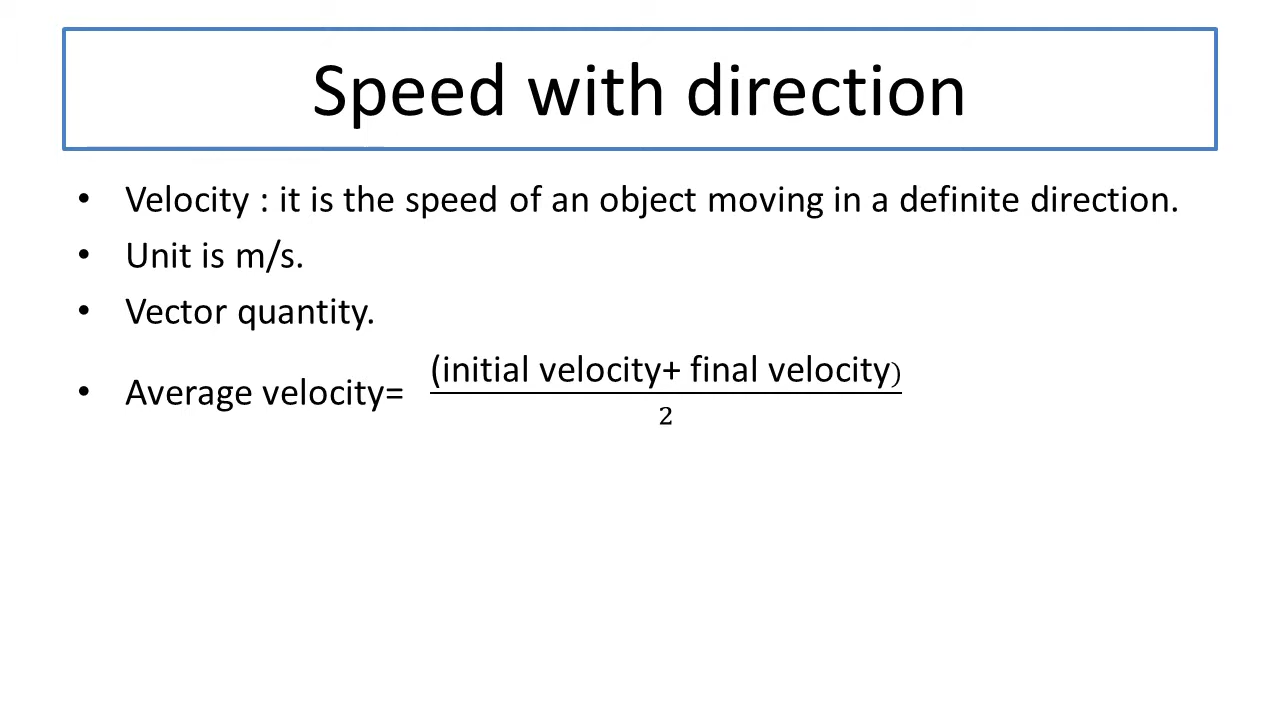 Speed with direction
• Velocity : it is the speed of an object moving in a definite direction.
• Unit is m/s.
• Vector quantity.
• Average velocity= (initial velocity+ final velocity)
2